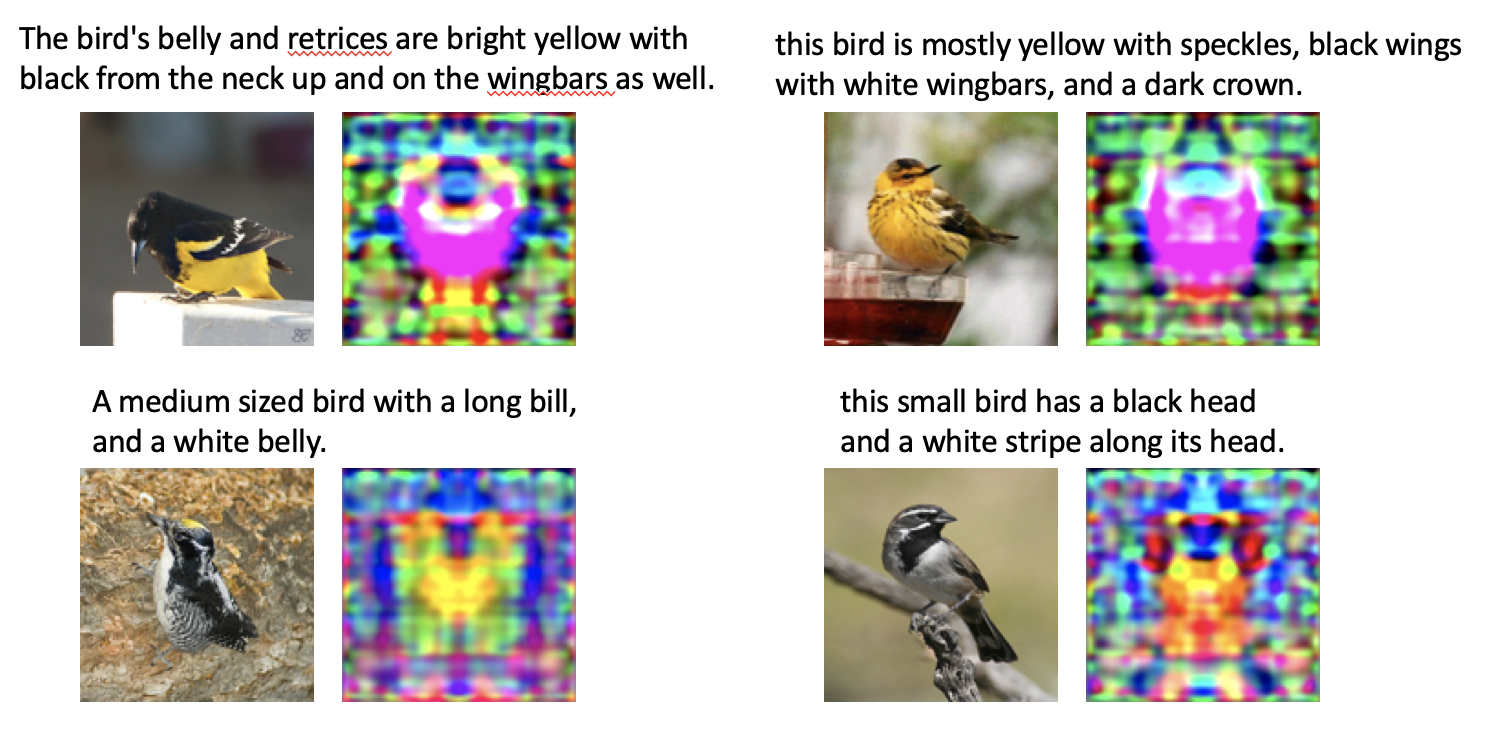 The bird's belly and retrices are bright yellow with
black from the neck up and on the wingbars as well.
this bird is mostly yellow with speckles, black wings
with white wingbars, and a dark crown.
A medium sized bird with a long bill,
and a white belly.
this small bird has a black head
and a white stripe along its head.